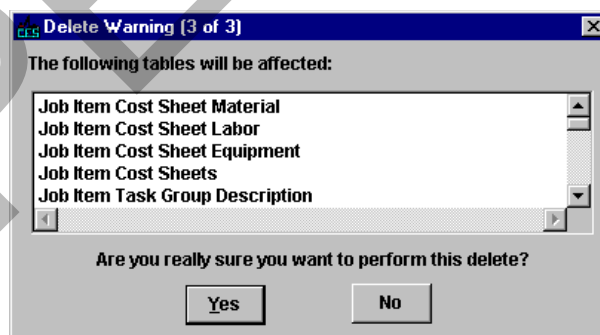 CFS Delete Warning (3 of 3)
The following tables will be affected:
Job Item Cost Sheet Material
Job Item Cost Sheet Labor
Job Item Cost Sheet Equipment
Job Item Cost Sheets
Job Item Task Group Description
Are you really sure you want to perform this delete?
Yes No